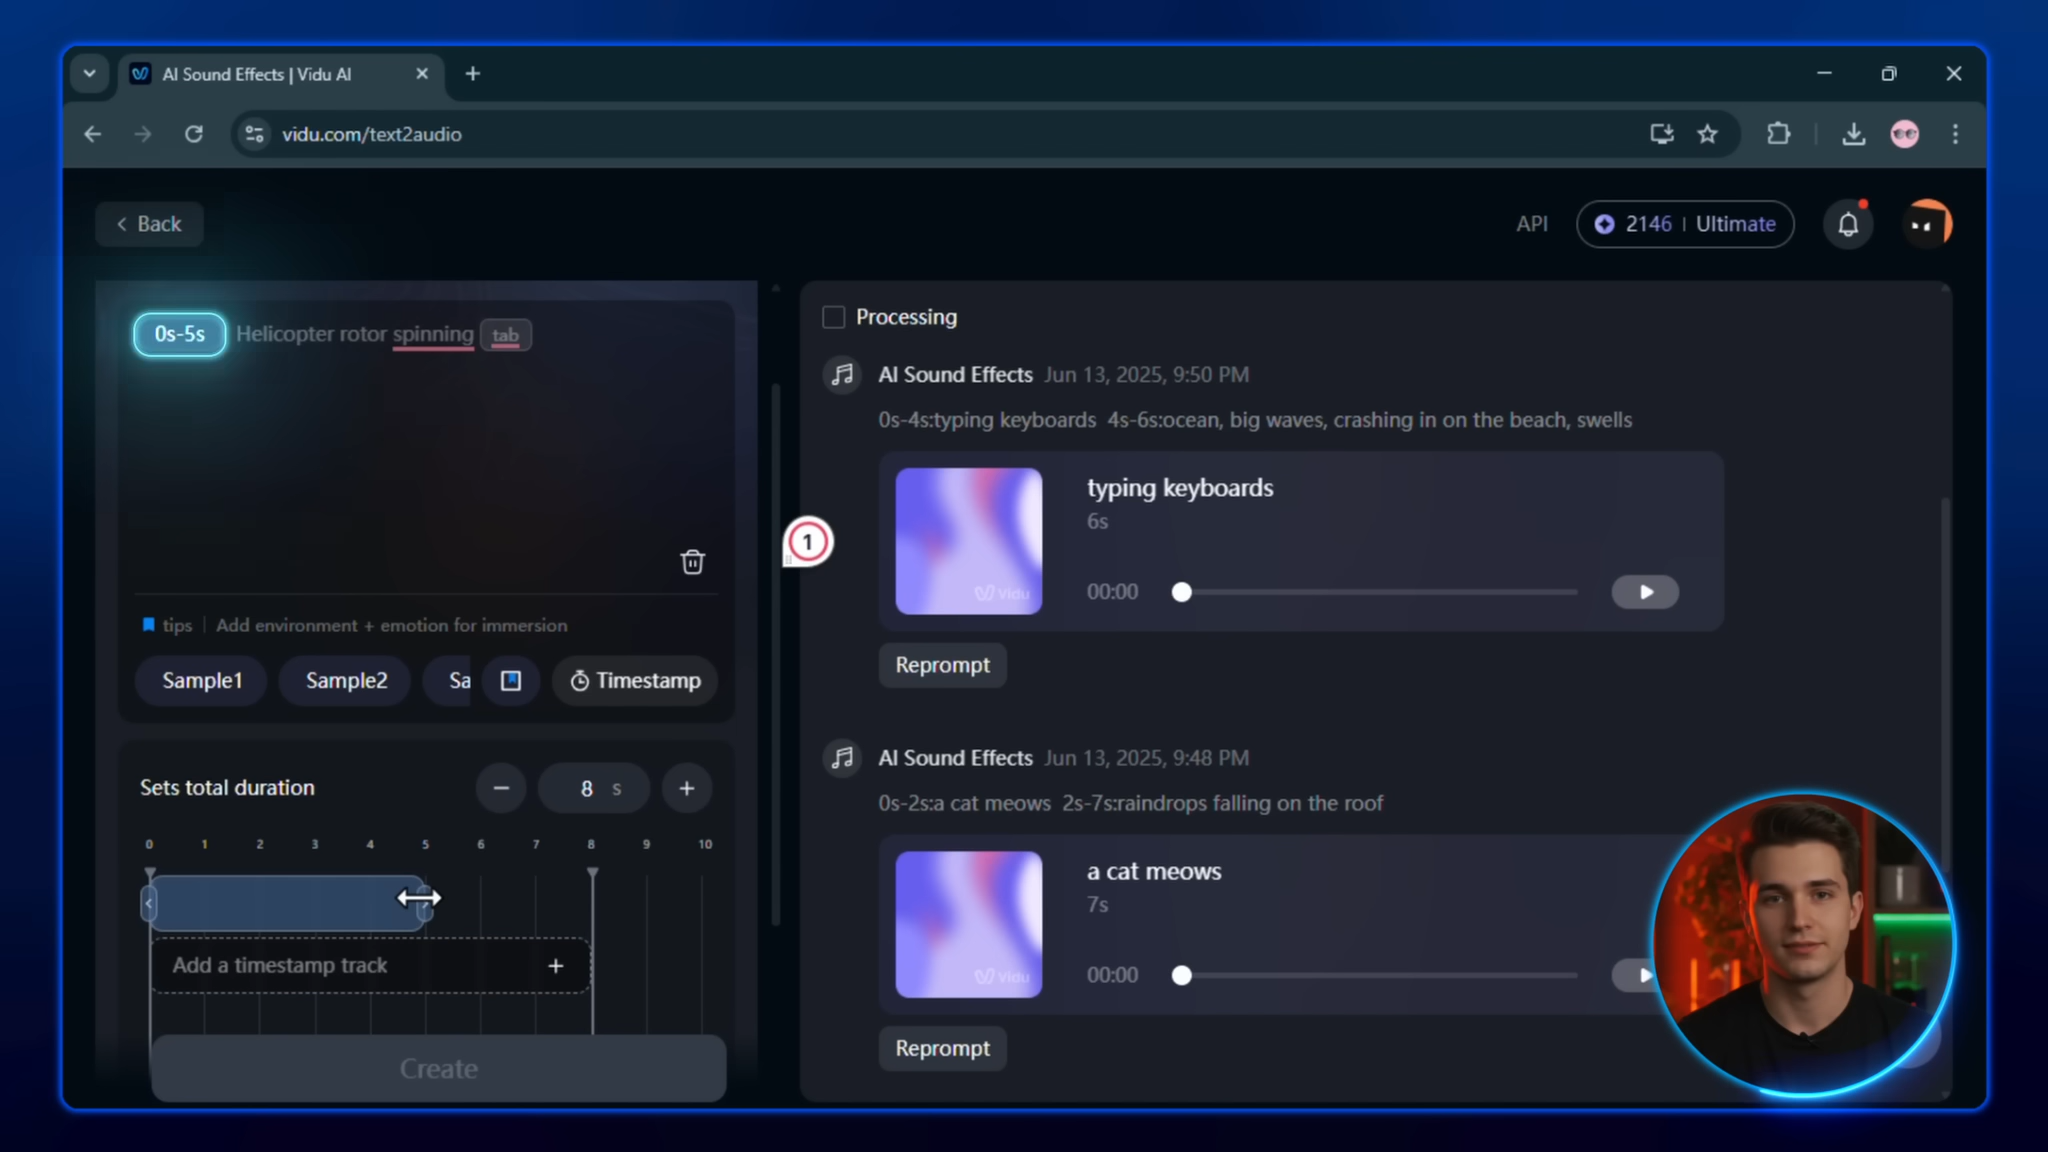 AI Sound Effects | Vidu AI
vidu.com/text2audio
Back
API
2146 | Ultimate
0s-5s Helicopter rotor spinning tab
tips | Add environment + emotion for immersion
Sample1 Sample2 Sa Timestamp
Sets total duration
8 s
0 1 2 3 4 5 6 7 8 9 10
Add a timestamp track +
Create
1
Processing
AI Sound Effects Jun 13, 2025, 9:50 PM
0s-4s:typing keyboards 4s-6s:ocean, big waves, crashing in on the beach, swells
typing keyboards
6s
Vidu
00:00
Reprompt
AI Sound Effects Jun 13, 2025, 9:48 PM
0s-2s:a cat meows 2s-7s:raindrops falling on the roof
a cat meows
7s
Vidu
00:00
Reprompt